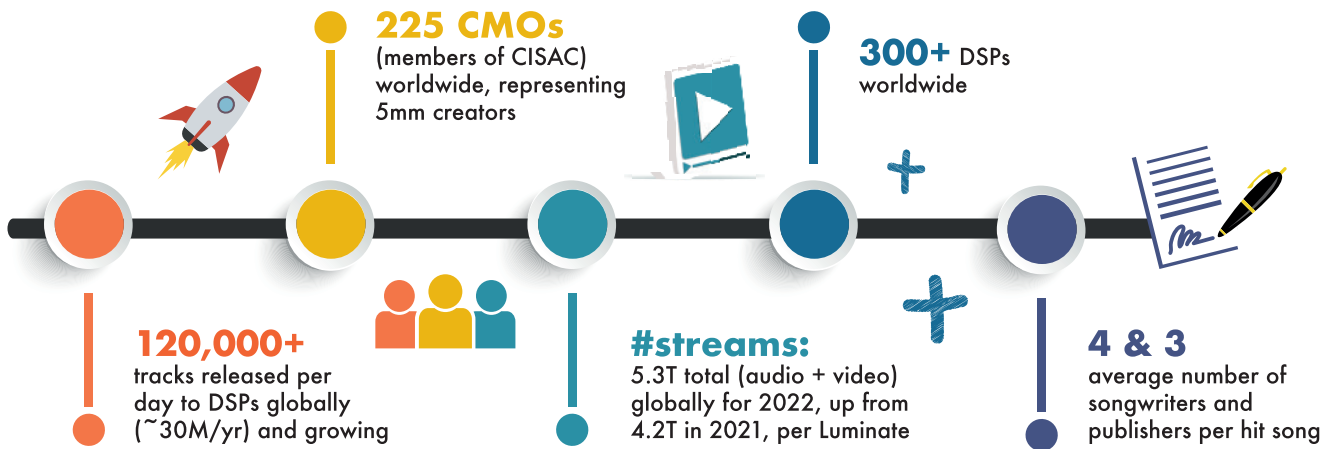 120,000+
tracks released per
day to DSPs globally
(~30M/yr) and growing
225 CMOs
(members of CISAC)
worldwide, representing
5mm creators
#streams:
5.3T total (audio + video)
globally for 2022, up from
4.2T in 2021, per Luminate
300+ DSPs
worldwide
4 & 3
average number of
songwriters and
publishers per hit song